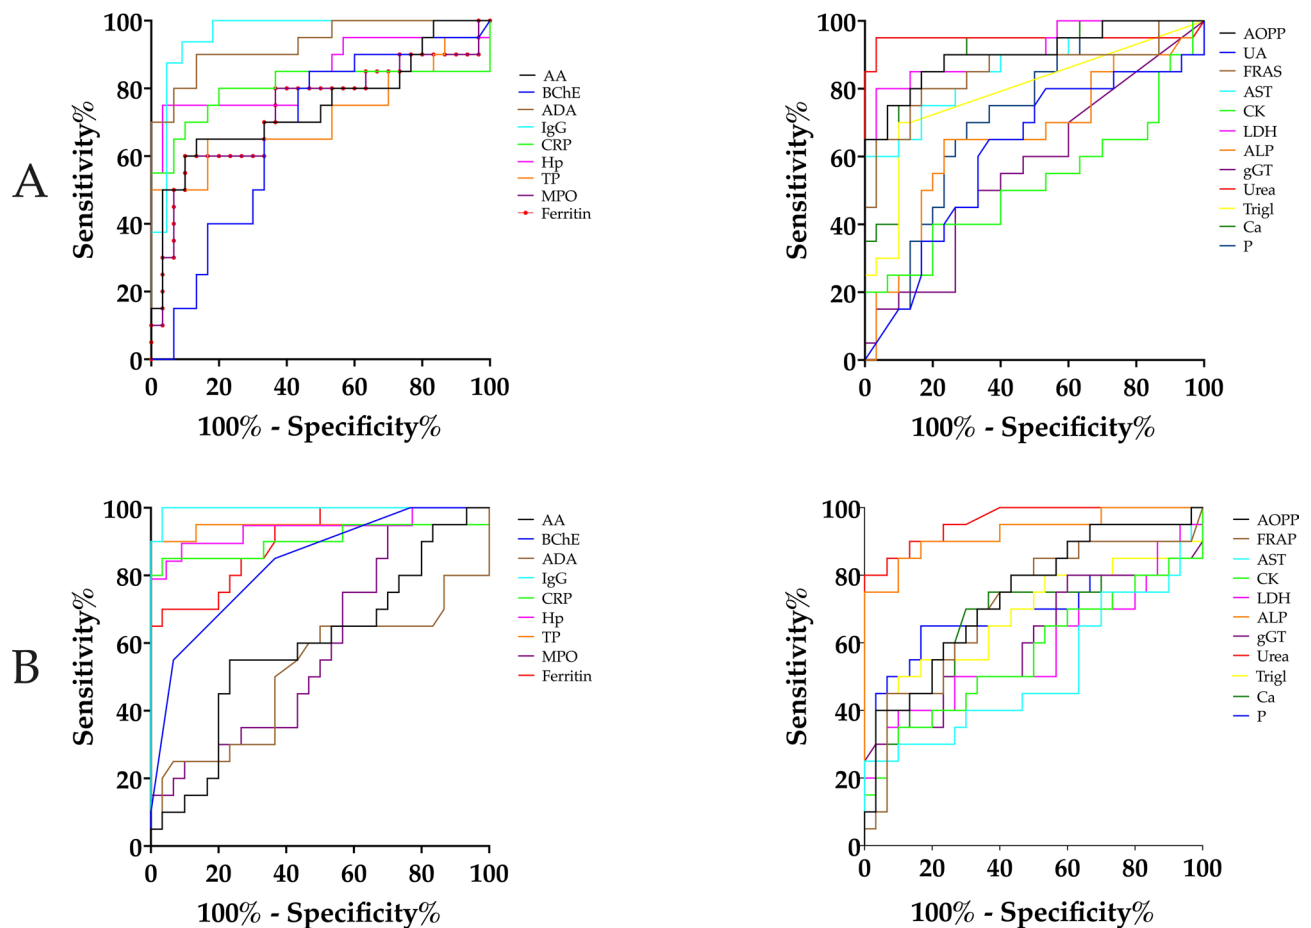 A
Sensitivity%
100
80
60
40
20
0
0 20 40 60 80 100
100% - Specificity%
AA
BChE
ADA
IgG
CRP
Hp
TP
MPO
Ferritin
Sensitivity%
100
80
60
40
20
0
0 20 40 60 80 100
100% - Specificity%
AOPP
UA
FRAS
AST
CK
LDH
ALP
gGT
Urea
Trigl
Ca
P
B
Sensitivity%
100
80
60
40
20
0
0 20 40 60 80 100
100% - Specificity%
AA
BChE
ADA
IgG
CRP
Hp
TP
MPO
Ferritin
Sensitivity%
100
80
60
40
20
0
0 20 40 60 80 100
100% - Specificity%
AOPP
FRAP
AST
CK
LDH
ALP
gGT
Urea
Trigl
Ca
P